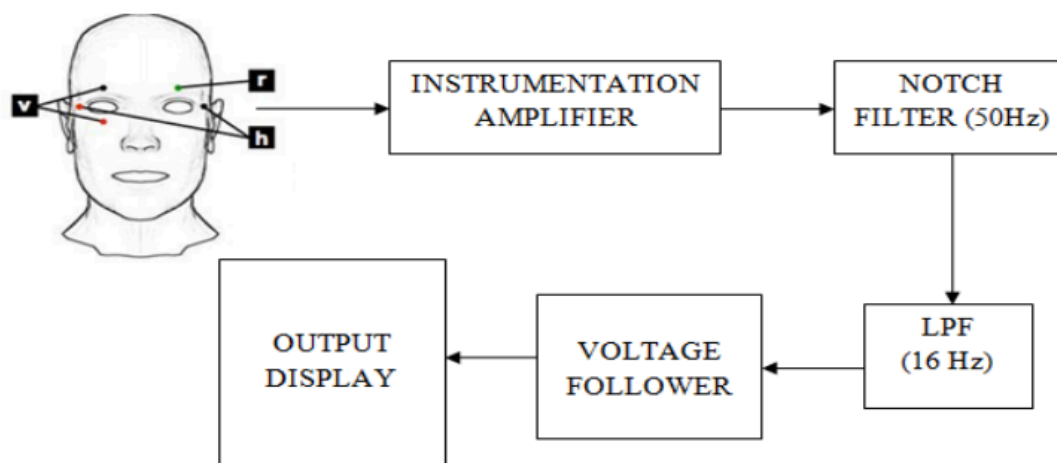 v
r
h
INSTRUMENTATION
AMPLIFIER
NOTCH
FILTER (50Hz)
LPF
(16 Hz)
VOLTAGE
FOLLOWER
OUTPUT
DISPLAY